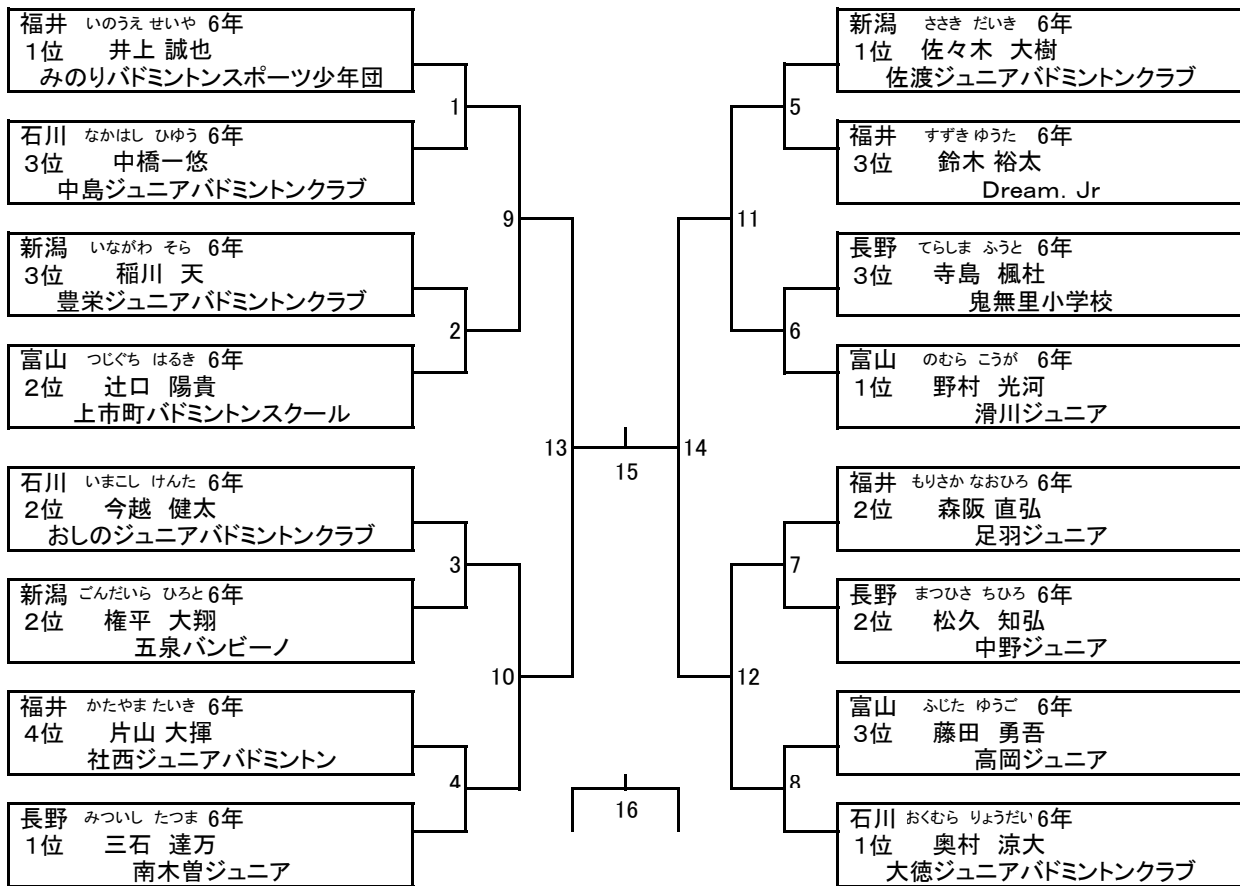 福井 いのうえ せいや 6年
1位 井上 誠也
みのりバドミントンスポーツ少年団
石川 なかはし ひゆう 6年
3位 中橋一悠
中島ジュニアバドミントンクラブ
新潟 いながわ そら 6年
3位 稲川 天
豊栄ジュニアバドミントンクラブ
富山 つじぐち はるき 6年
2位 辻口 陽貴
上市町バドミントンスクール
石川 いまこし けんた 6年
2位 今越 健太
おしのジュニアバドミントンクラブ
新潟 ごんだいら ひろと 6年
2位 権平 大翔
五泉バンビーノ
福井 かたやま たいき 6年
4位 片山 大揮
社西ジュニアバドミントン
長野 みついし たつま 6年
1位 三石 達万
南木曽ジュニア
1
2
3
4
9
10
13
15
16
14
11
12
5
6
7
8
新潟 ささき だいき 6年
1位 佐々木 大樹
佐渡ジュニアバドミントンクラブ
福井 すずき ゆうた 6年
3位 鈴木 裕太
Dream. Jr
長野 てらしま ふうと 6年
3位 寺島 楓杜
鬼無里小学校
富山 のむら こうが 6年
1位 野村 光河
滑川ジュニア
福井 もりさか なおひろ 6年
2位 森阪 直弘
足羽ジュニア
長野 まつひさ ちひろ 6年
2位 松久 知弘
中野ジュニア
富山 ふじた ゆうご 6年
3位 藤田 勇吾
高岡ジュニア
石川 おくむら りょうだい 6年
1位 奥村 涼大
大徳ジュニアバドミントンクラブ